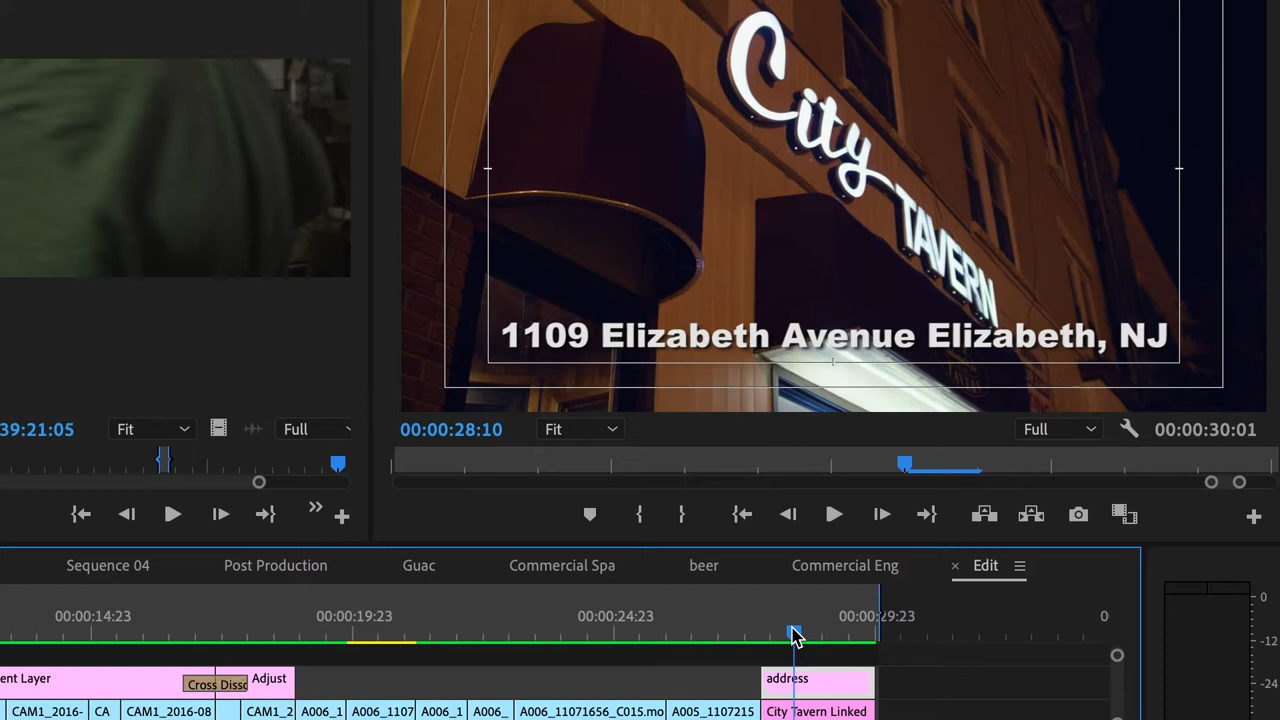 City
TAVERN
1109 Elizabeth Avenue Elizabeth, NJ
39:21:05
Fit
Full
00:00:28:10
Fit
Full
00:00:30:01
Sequence 04
Post Production
Guac
Commercial Spa
beer
Commercial Eng
× Edit
00:00:14:23
00:00:19:23
00:00:24:23
00:00:29:23
0
0
-12
-24
ent Layer
Cross Disso
Adjust
address
CAM1_2016-
CA
CAM1_2016-08
CAM1_2
A006_1
A006_1107
A006_1
A006_
A006_11071656_C015.mo
A005_1107215
City Tavern Linked